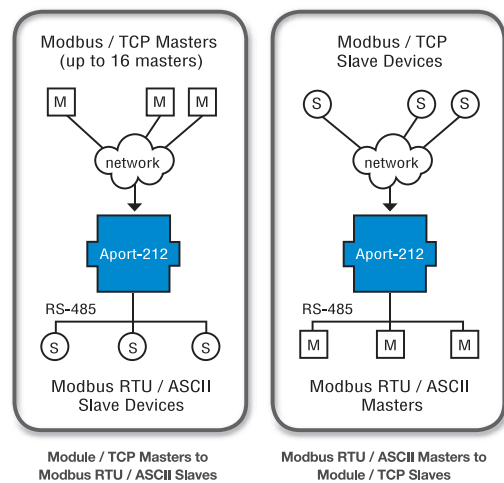 Modbus / TCP Masters
(up to 16 masters)
M M M
network
Aport-212
RS-485
S S S
Modbus RTU / ASCII
Slave Devices
Module / TCP Masters to
Modbus RTU / ASCII Slaves
Modbus / TCP
Slave Devices
S S S
network
Aport-212
RS-485
M M M
Modbus RTU / ASCII
Masters
Modbus RTU / ASCII Masters to
Module / TCP Slaves